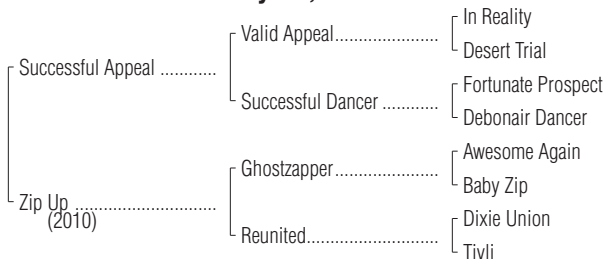 In Reality
Valid Appeal
Desert Trial
Successful Appeal
Fortunate Prospect
Successful Dancer
Debonair Dancer
Awesome Again
Ghostzapper
Baby Zip
Zip Up
(2010)
Dixie Union
Reunited
Tivli